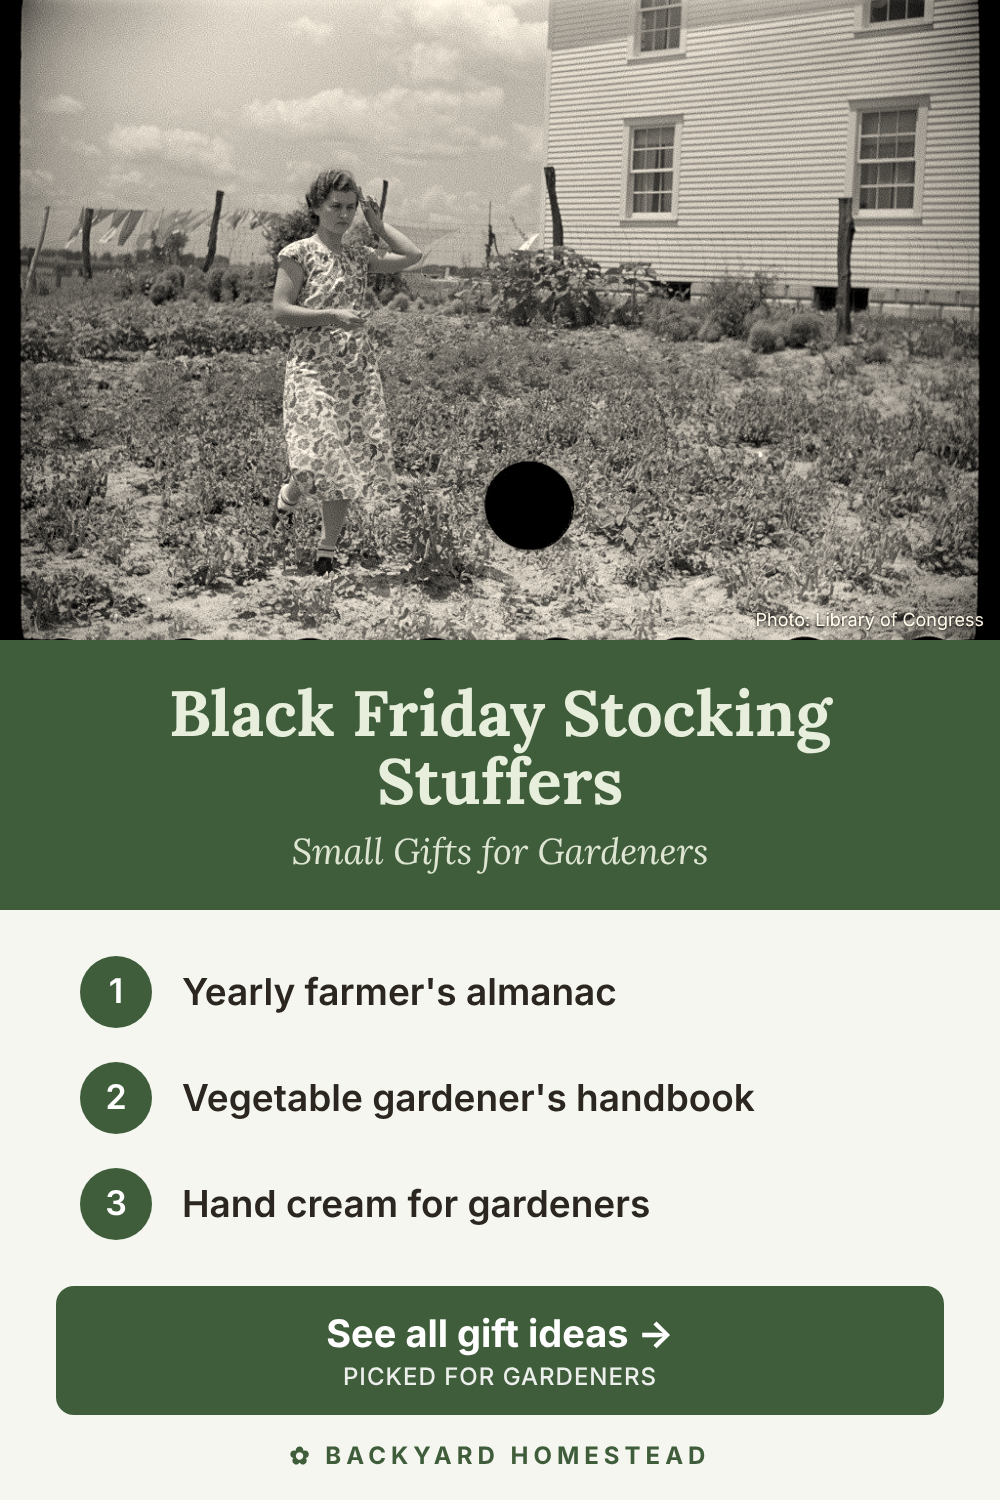 Photo: Library of Congress
Black Friday Stocking
Stuffers
Small Gifts for Gardeners
1 Yearly farmer's almanac
2 Vegetable gardener's handbook
3 Hand cream for gardeners
See all gift ideas →
PICKED FOR GARDENERS
✿ BACKYARD HOMESTEAD